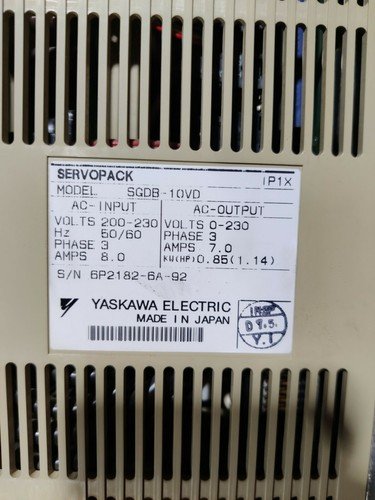 SERVOPACK IP1X
MODEL SGDB-10VD
AC-INPUT AC-OUTPUT
VOLTS 200-230 VOLTS 0-230
Hz 50/60 PHASE 3
PHASE 3 AMPS 7.0
AMPS 8.0 KW(HP) 0.85(1.14)
S/N 6P2182-6A-92
YASKAWA ELECTRIC
MADE IN JAPAN